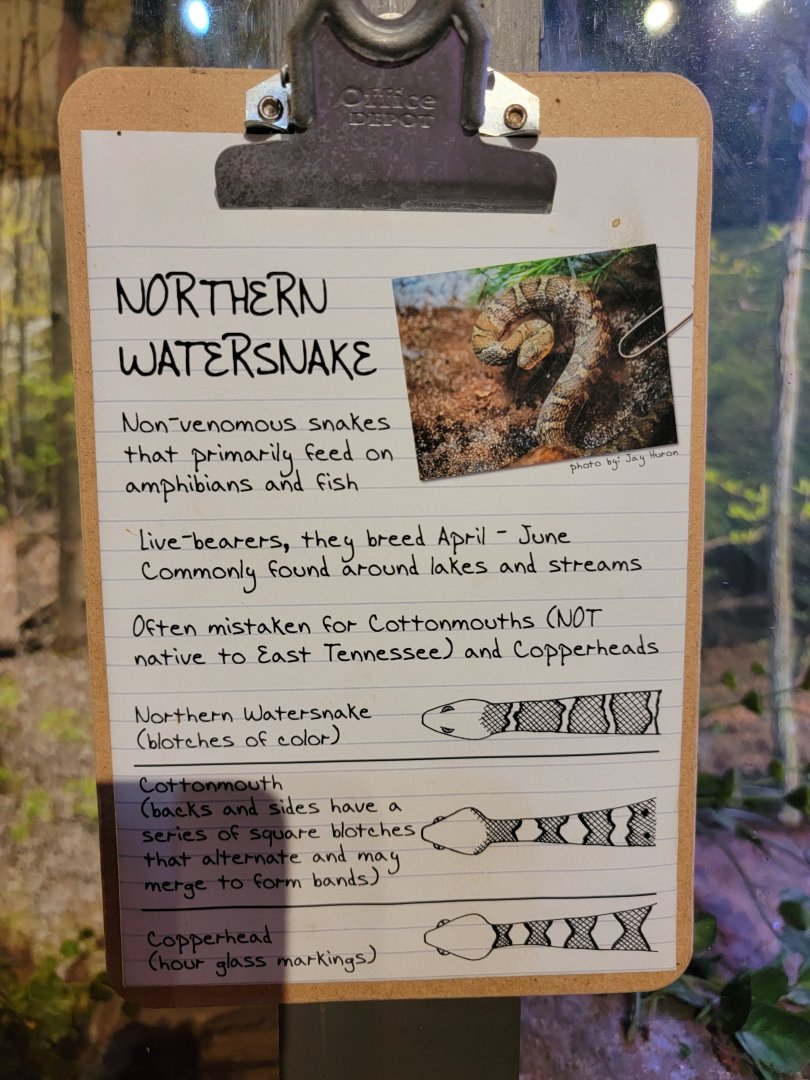 Office
DEPOT
NORTHERN
WATERSNAKE
Non-venomous snakes
that primarily feed on
amphibians and fish
photo by: Jay Huron
Live-bearers, they breed April - June
Commonly found around lakes and streams
Often mistaken for Cottonmouths (NOT
native to East Tennessee) and Copperheads
Northern Watersnake
(blotches of color)
Cottonmouth
(backs and sides have a
series of square blotches
that alternate and may
merge to form bands)
Copperhead
(hour glass markings)